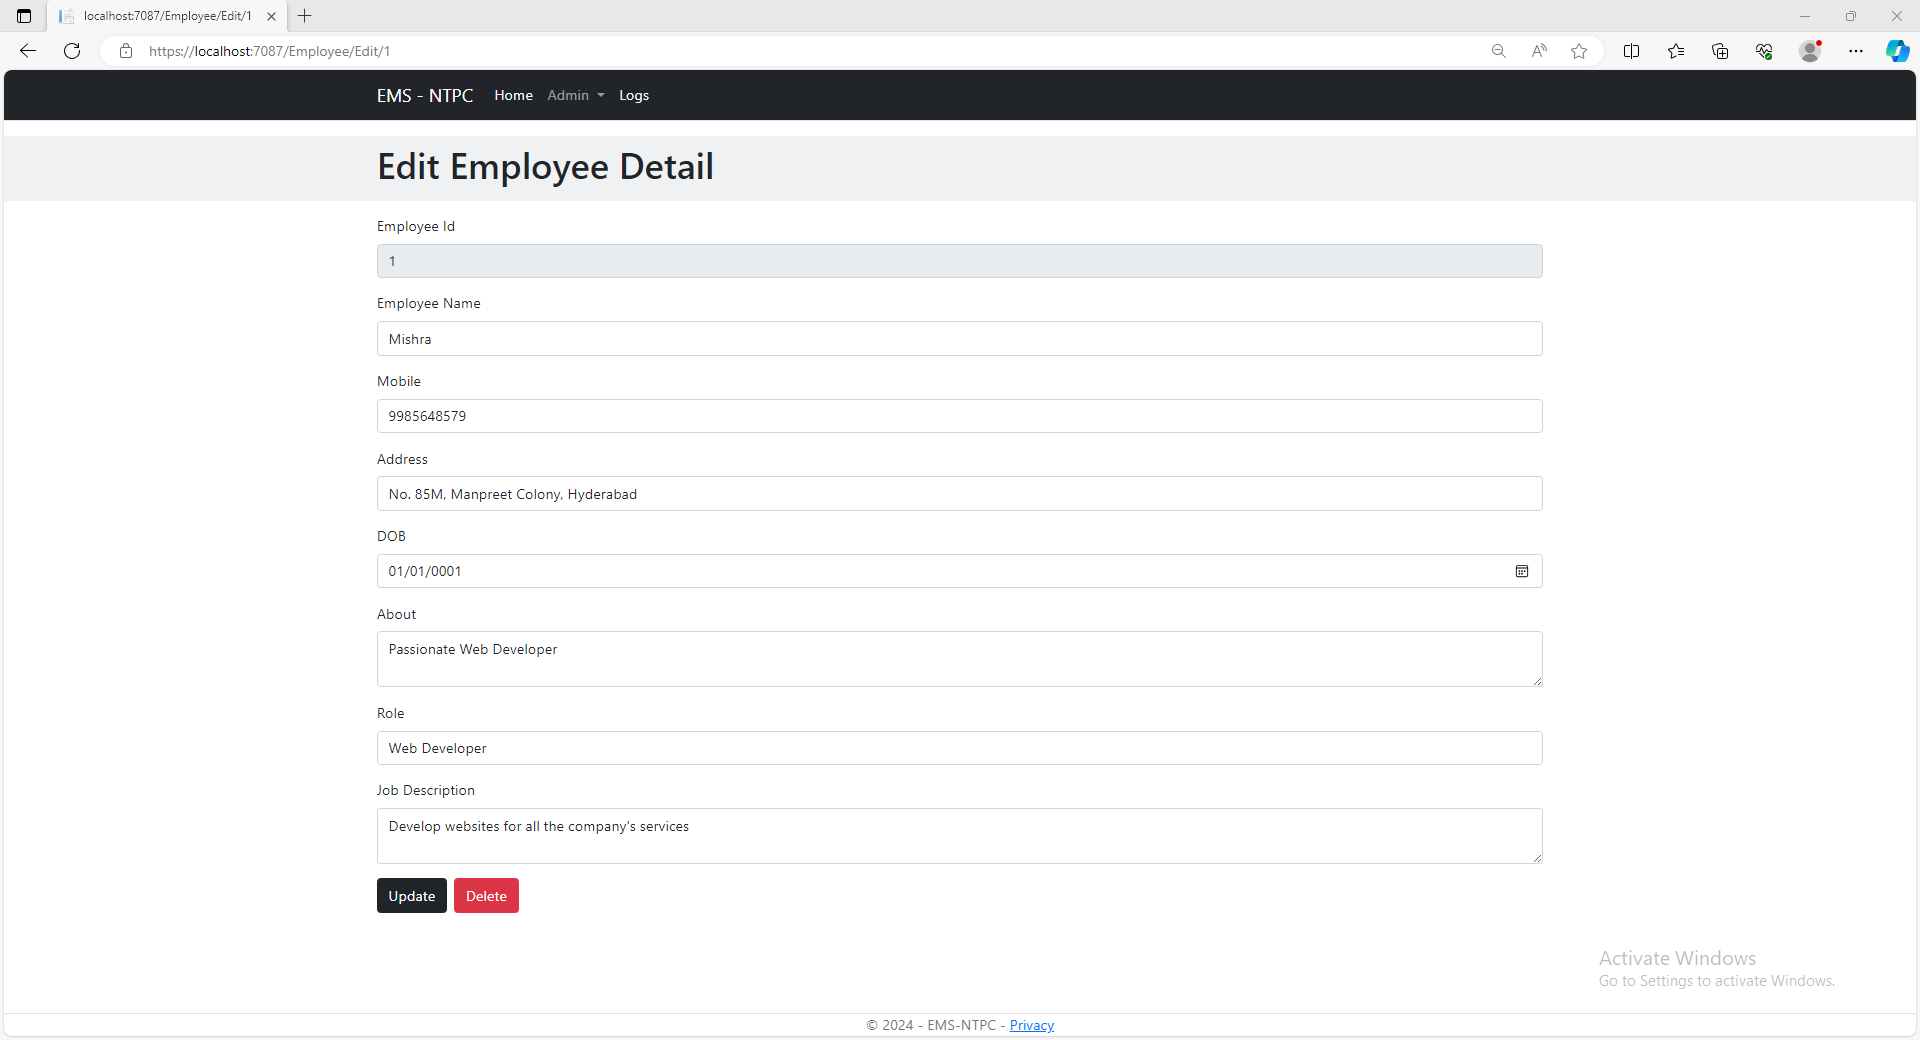 localhost:7087/Employee/Edit/1
https://localhost:7087/Employee/Edit/1
EMS - NTPC Home Admin Logs
Edit Employee Detail
Employee Id
1
Employee Name
Mishra
Mobile
9985648579
Address
No. 85M, Manpreet Colony, Hyderabad
DOB
01/01/0001
About
Passionate Web Developer
Role
Web Developer
Job Description
Develop websites for all the company's services
Update Delete
Activate Windows
Go to Settings to activate Windows.
© 2024 - EMS-NTPC - Privacy